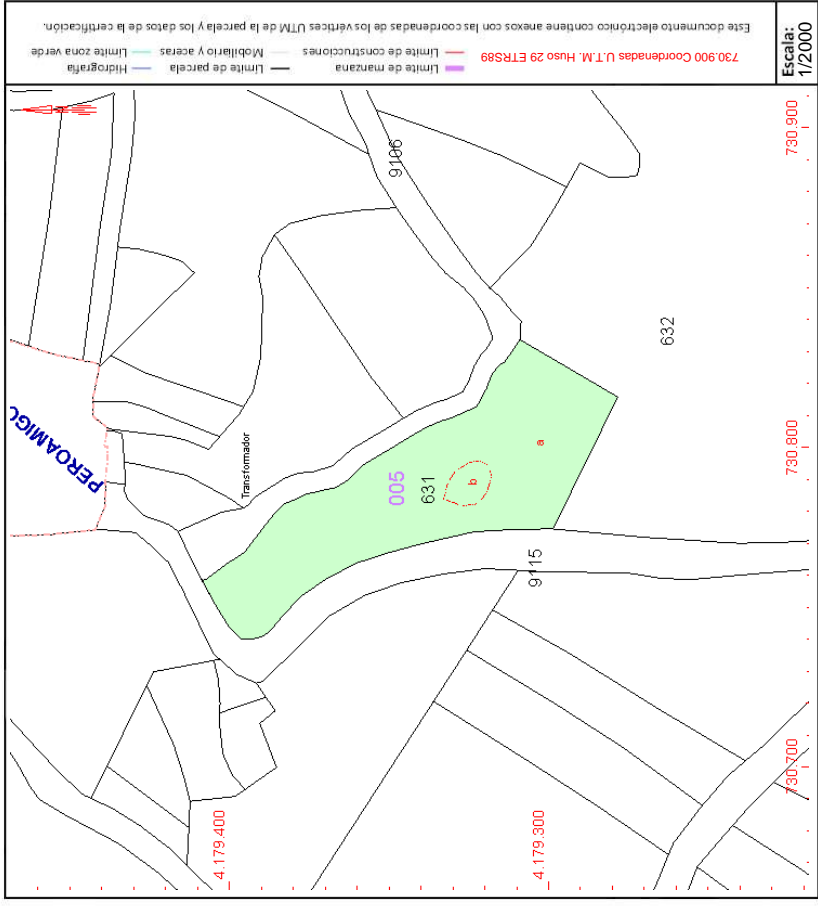 Este documento electrónico contiene anexos con las coordenadas de los vértices UTM de la parcela y los datos de la certificación.
730.900 Coordenadas U.T.M. Huso 29 ETRS89
Límite de manzana
Límite de construcciones
Límite de parcela
Mobiliario y aceras
Hidrografía
Límite zona verde
Escala:
1/2000
PEROAMIGO
Transformador
9106
005
631
b
a
632
9115
730.900
730.800
730.700
4.179.400
4.179.300